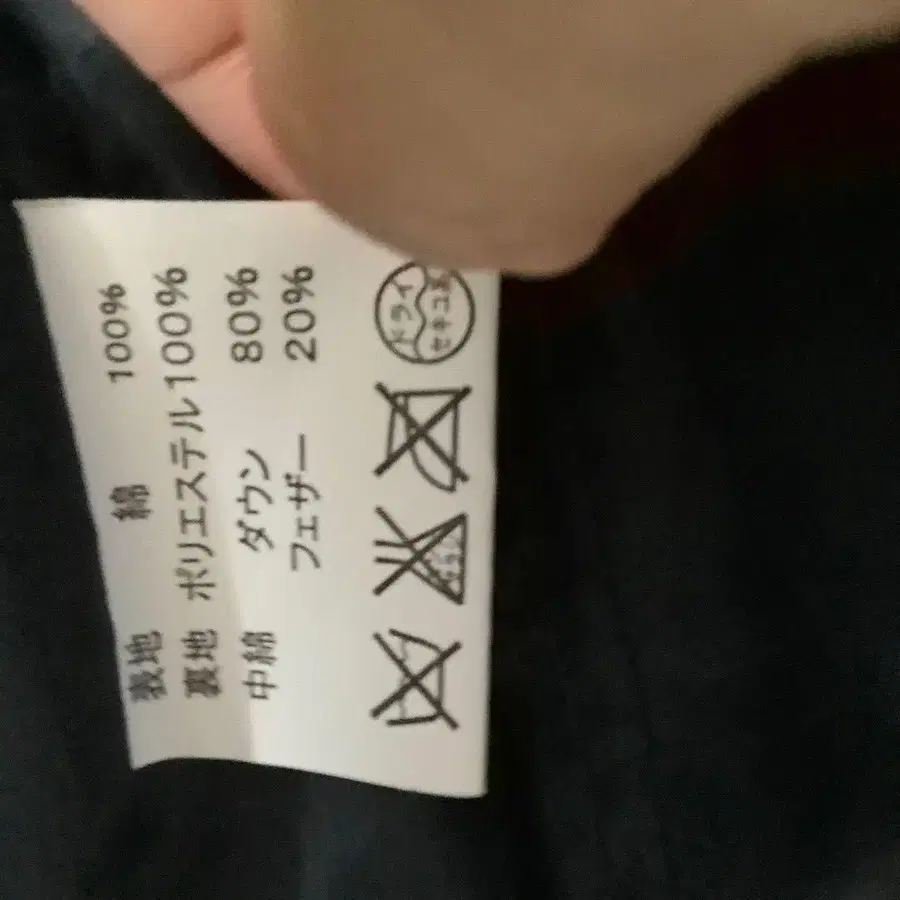 表地 綿 100%
裏地 ポリエステル100%
中綿 ダウン 80%
フェザー 20%
ドライ
セキユ系